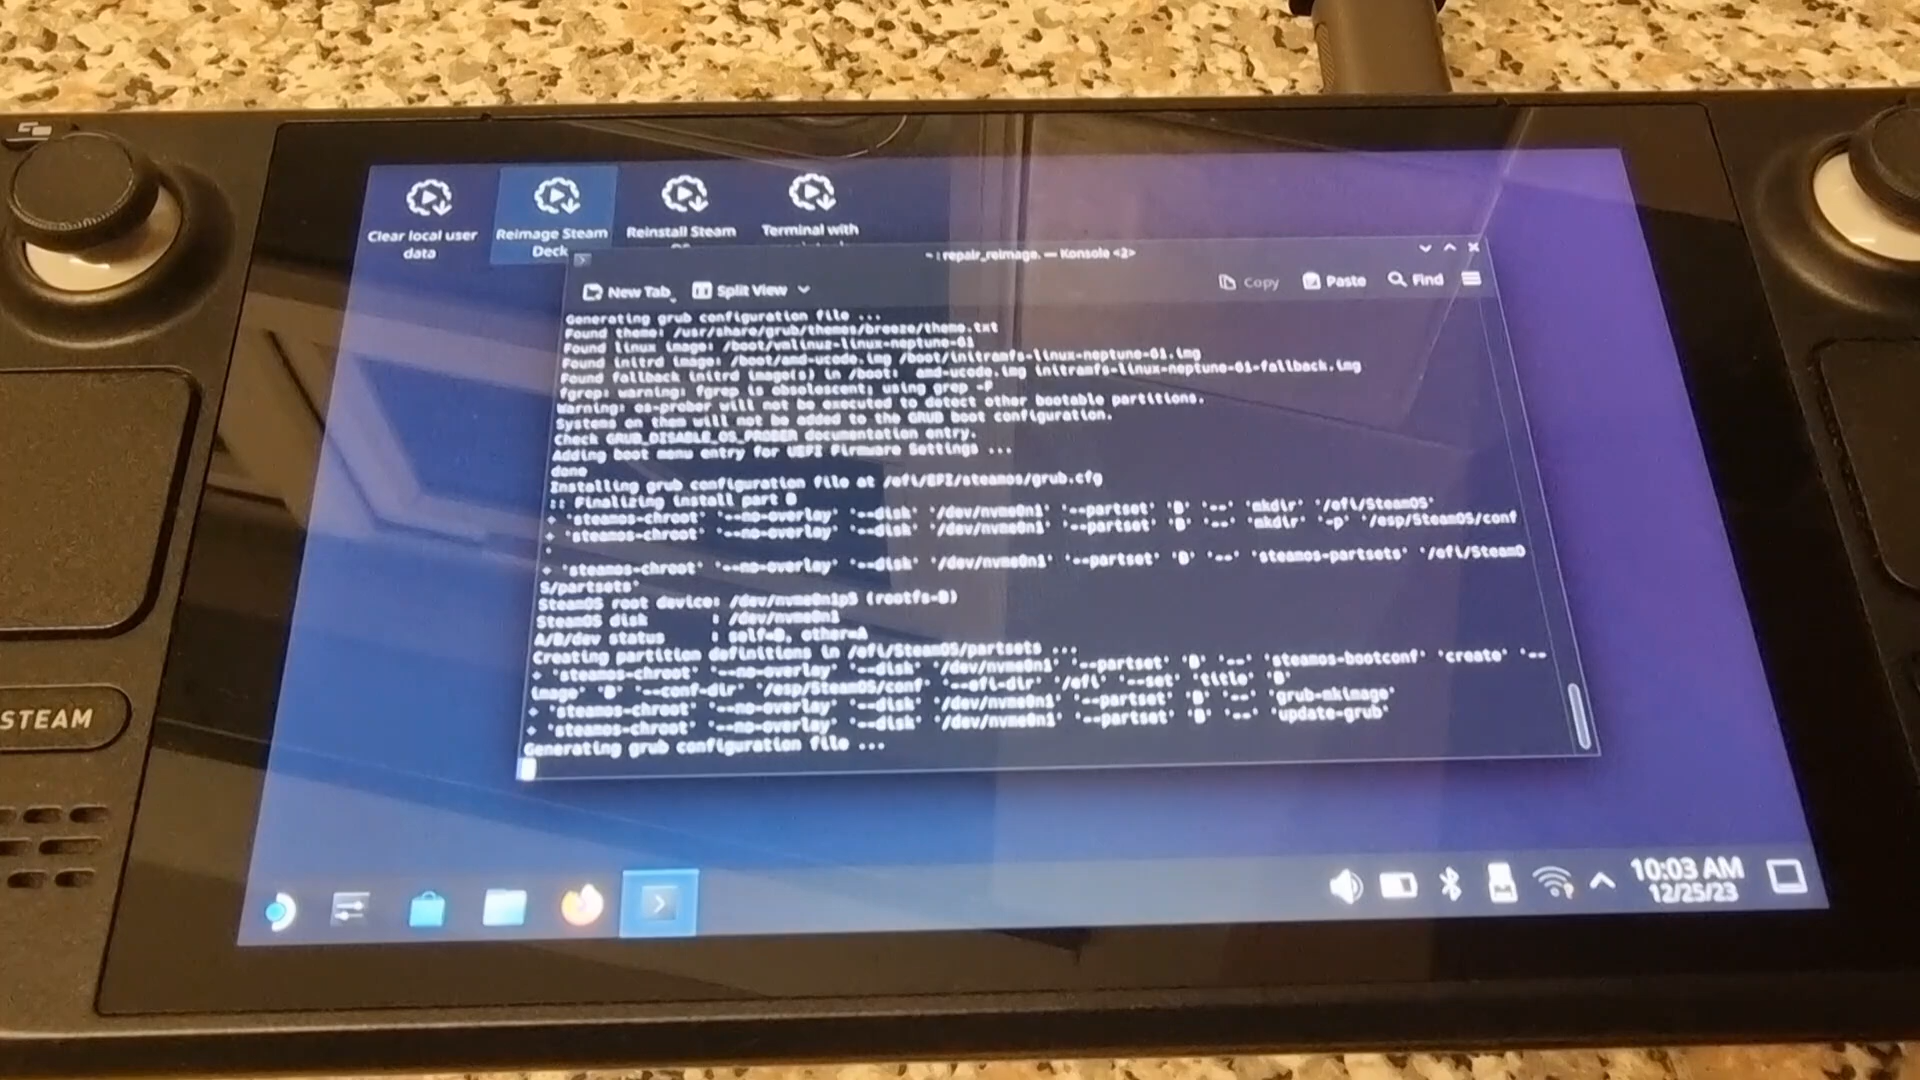 Clear local user
data
Reimage Steam
Deck
Reinstall Steam
Terminal with
~ : repair_reimage. — Konsole <2>
New Tab
Split View
Copy
Paste
Find
Generating grub configuration file ...
Found theme: /usr/share/grub/themes/breeze/theme.txt
Found linux image: /boot/vmlinuz-linux-neptune-61
Found initrd image: /boot/amd-ucode.img /boot/initramfs-linux-neptune-61.img
Found fallback initrd image(s) in /boot:  amd-ucode.img initramfs-linux-neptune-61-fallback.img
fgrep: warning: fgrep is obsolescent; using grep -F
Warning: os-prober will not be executed to detect other bootable partitions.
Systems on them will not be added to the GRUB boot configuration.
Check GRUB_DISABLE_OS_PROBER documentation entry.
Adding boot menu entry for UEFI Firmware Settings ...
done
Installing grub configuration file at /efi/EFI/steamos/grub.cfg
:: Finalizing install part B
+ 'steamos-chroot' '--no-overlay' '--disk' '/dev/nvme0n1' '--partset' 'B' '--' 'mkdir' '/efi/SteamOS'
+ 'steamos-chroot' '--no-overlay' '--disk' '/dev/nvme0n1' '--partset' 'B' '--' 'mkdir' '-p' '/esp/SteamOS/conf
'
+ 'steamos-chroot' '--no-overlay' '--disk' '/dev/nvme0n1' '--partset' 'B' '--' 'steamos-partsets' '/efi/SteamO
S/partsets'
SteamOS root device: /dev/nvme0n1p5 (rootfs-B)
SteamOS disk       : /dev/nvme0n1
A/B/dev status     : self=B, other=A
Creating partition definitions in /efi/SteamOS/partsets ...
+ 'steamos-chroot' '--no-overlay' '--disk' '/dev/nvme0n1' '--partset' 'B' '--' 'steamos-bootconf' 'create' '--
image' 'B' '--conf-dir' '/esp/SteamOS/conf' '--efi-dir' '/efi' '--set' 'title' 'B'
+ 'steamos-chroot' '--no-overlay' '--disk' '/dev/nvme0n1' '--partset' 'B' '--' 'grub-mkimage'
+ 'steamos-chroot' '--no-overlay' '--disk' '/dev/nvme0n1' '--partset' 'B' '--' 'update-grub'
Generating grub configuration file ...
STEAM
10:03 AM
12/25/23